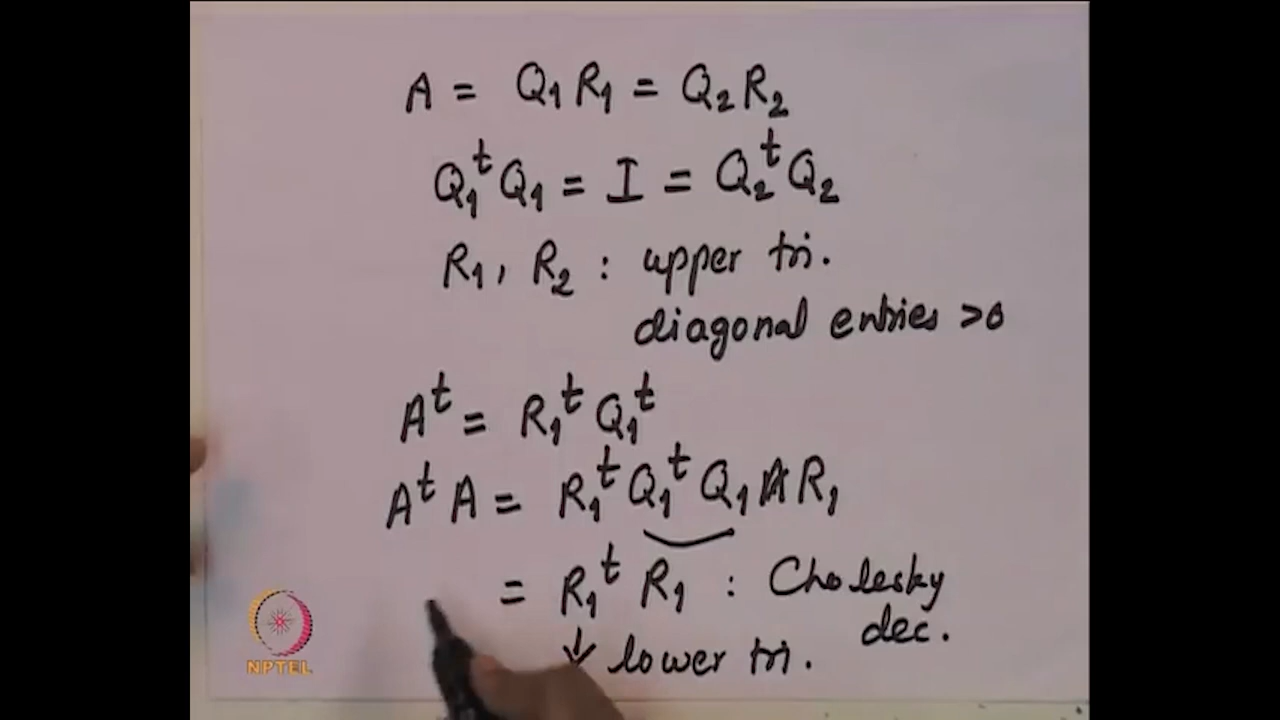 A = Q₁ R₁ = Q₂ R₂
Q₁ᵗ Q₁ = I = Q₂ᵗ Q₂
R₁, R₂ : upper tri.
diagonal entries >0
Aᵗ = R₁ᵗ Q₁ᵗ
AᵗA = R₁ᵗ Q₁ᵗ Q₁ R₁
= R₁ᵗ R₁ : Cholesky
dec.
↓ lower tri.
NPTEL